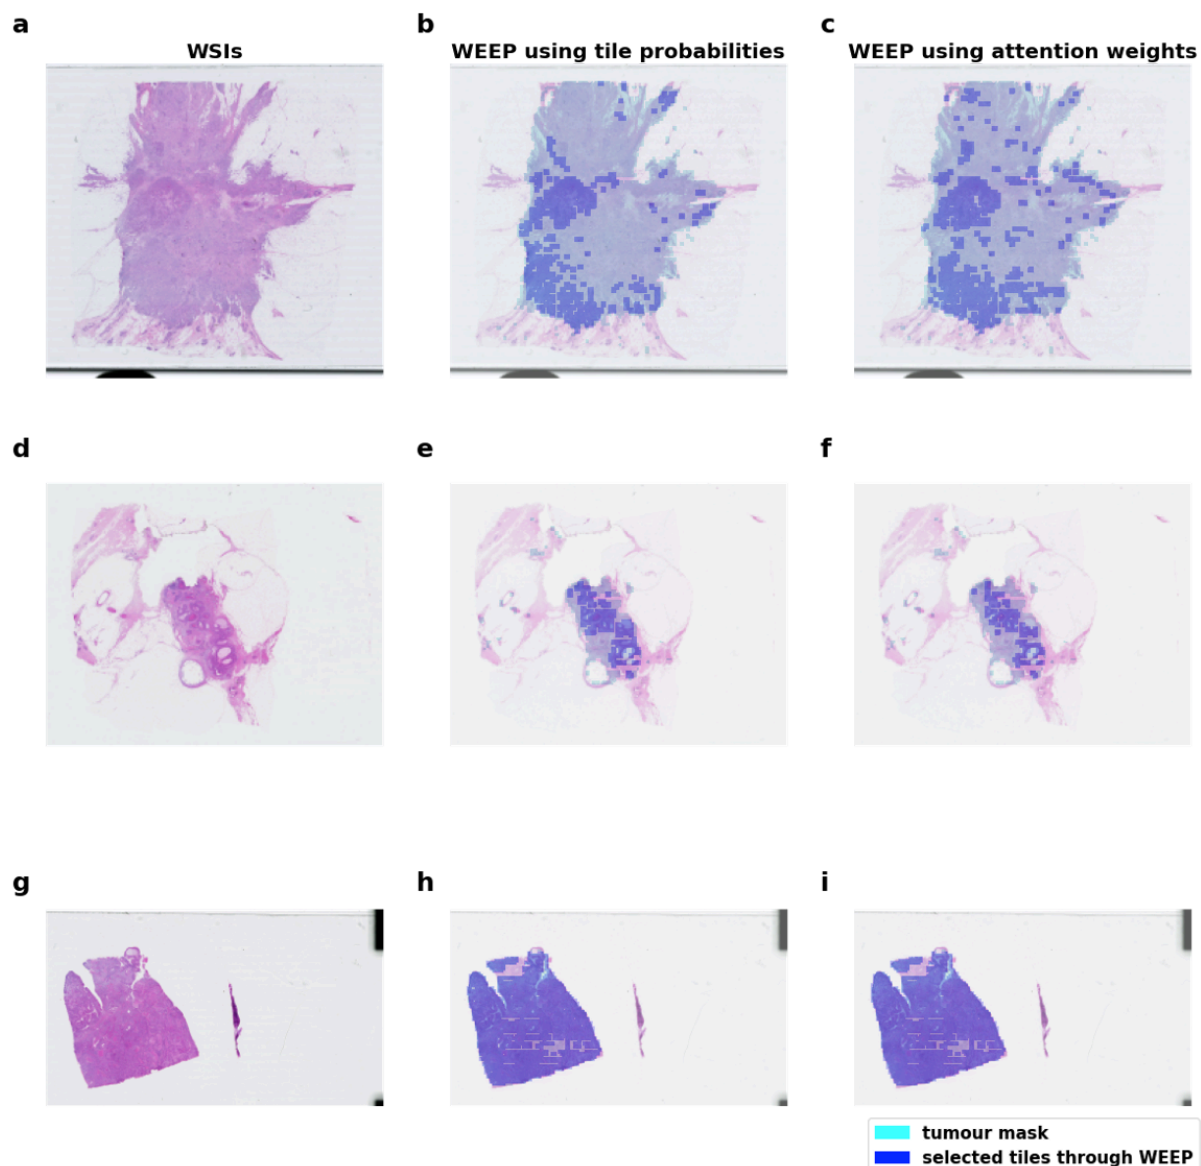 a
b
c
WSIs
WEEP using tile probabilities
WEEP using attention weights
d
e
f
g
h
i
tumour mask
selected tiles through WEEP